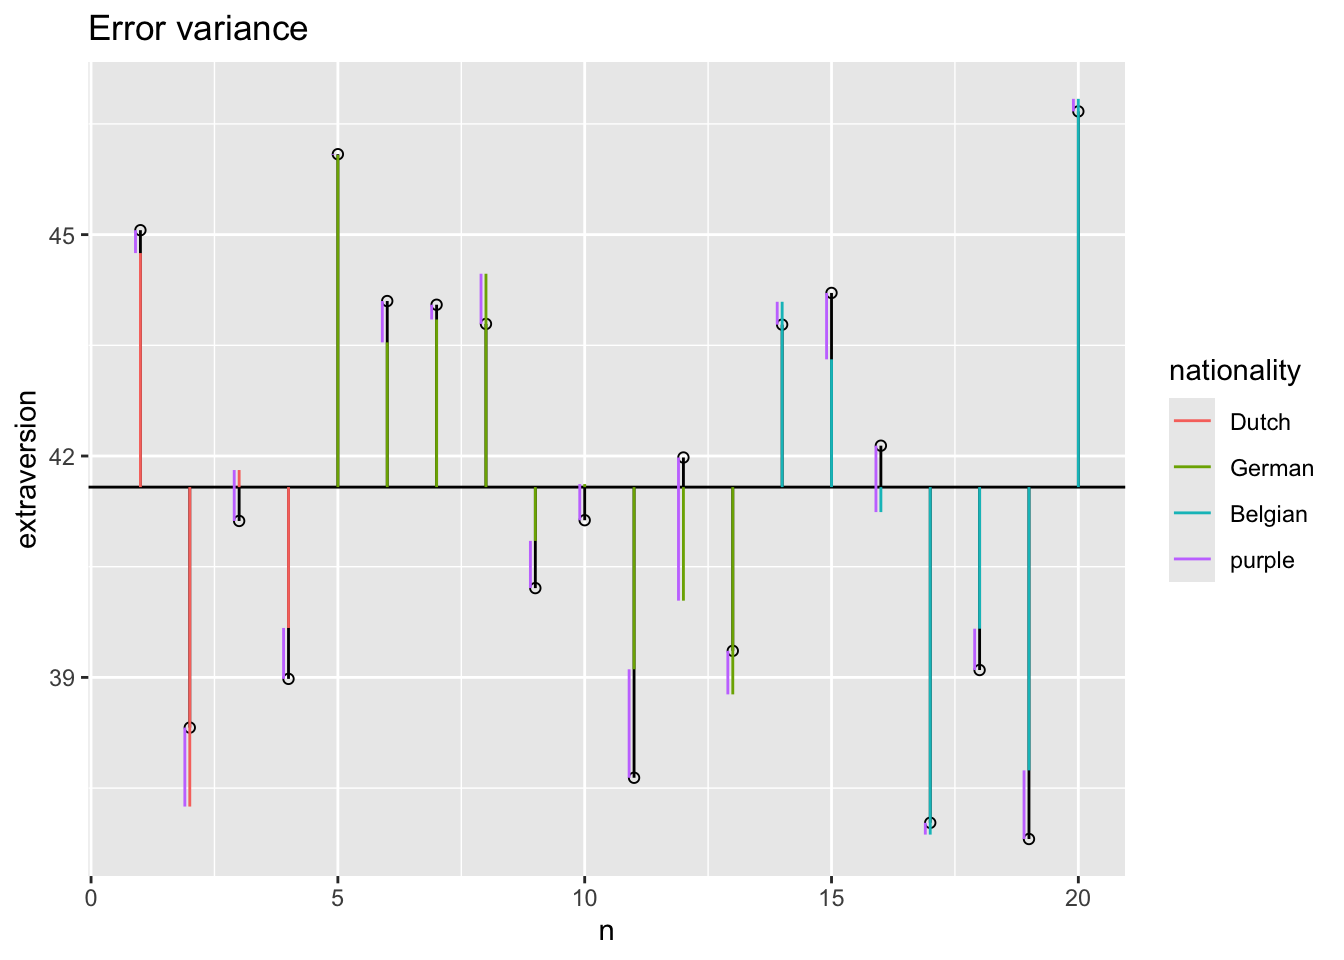 Error variance
extraversion
45
42
39
0 5 10 15 20
n
nationality
Dutch
German
Belgian
purple